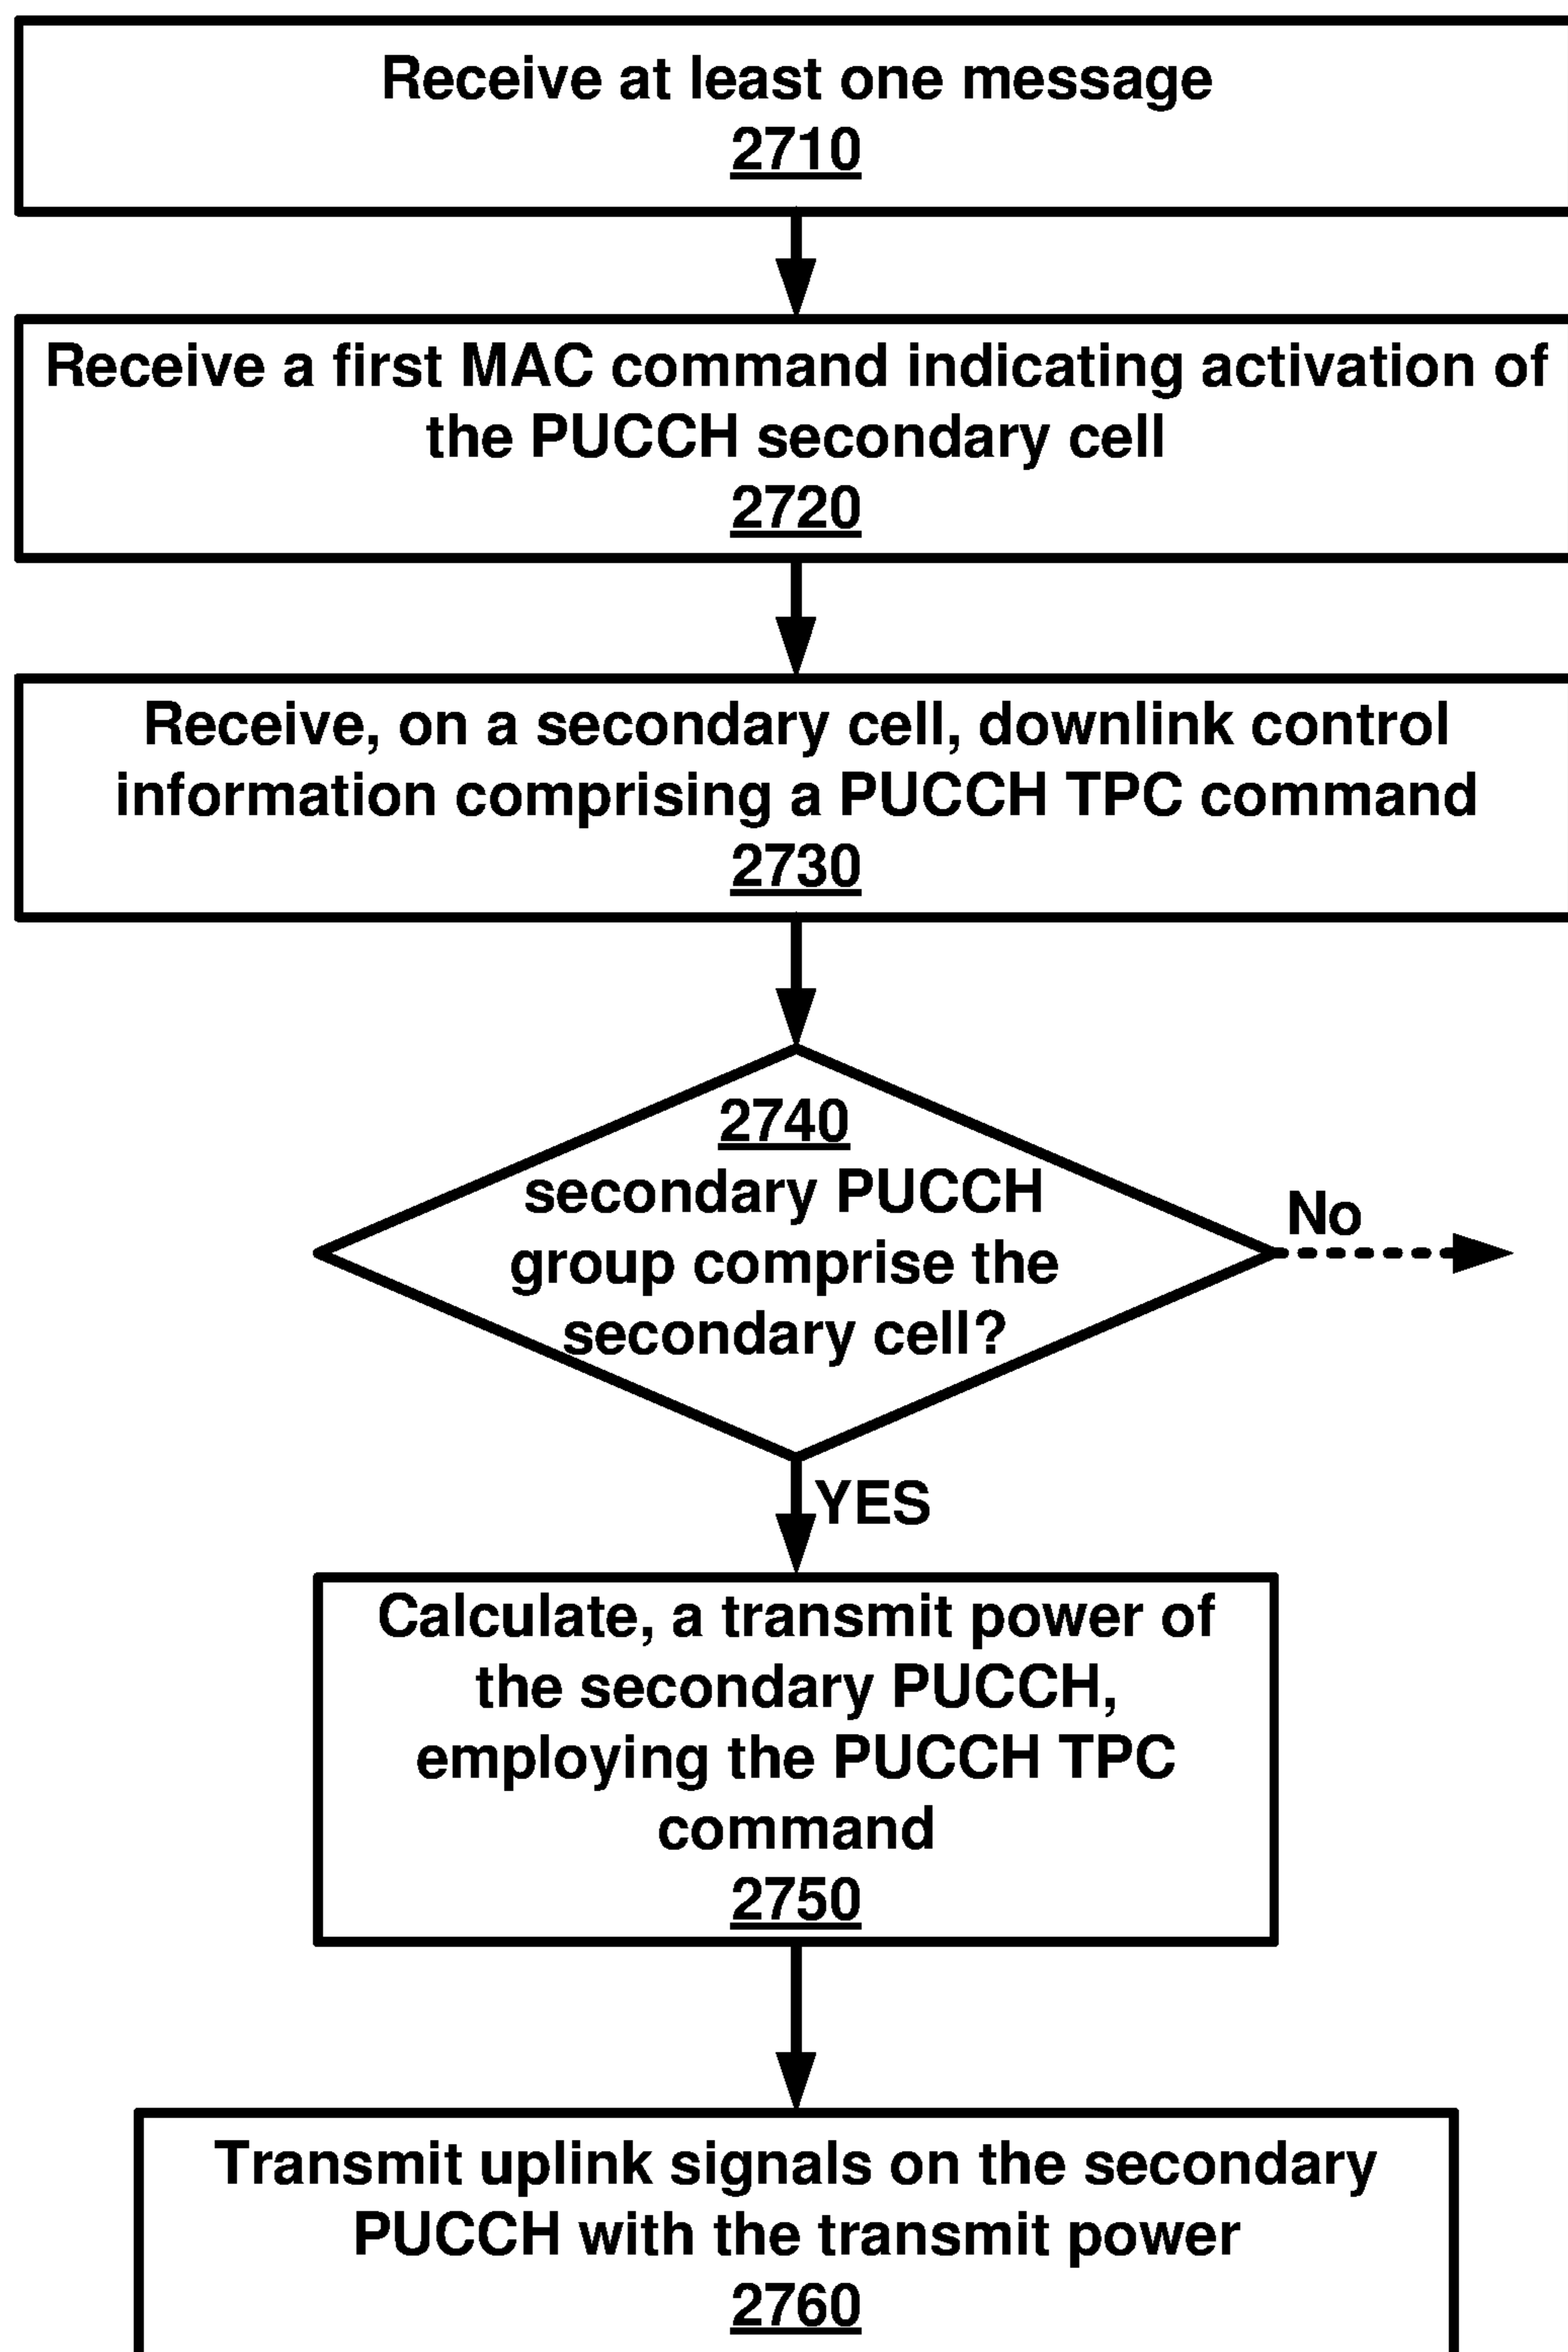 Receive at least one message
2710
Receive a first MAC command indicating activation of
the PUCCH secondary cell
2720
Receive, on a secondary cell, downlink control
information comprising a PUCCH TPC command
2730
2740
secondary PUCCH
group comprise the
secondary cell?
No
YES
Calculate, a transmit power of
the secondary PUCCH,
employing the PUCCH TPC
command
2750
Transmit uplink signals on the secondary
PUCCH with the transmit power
2760